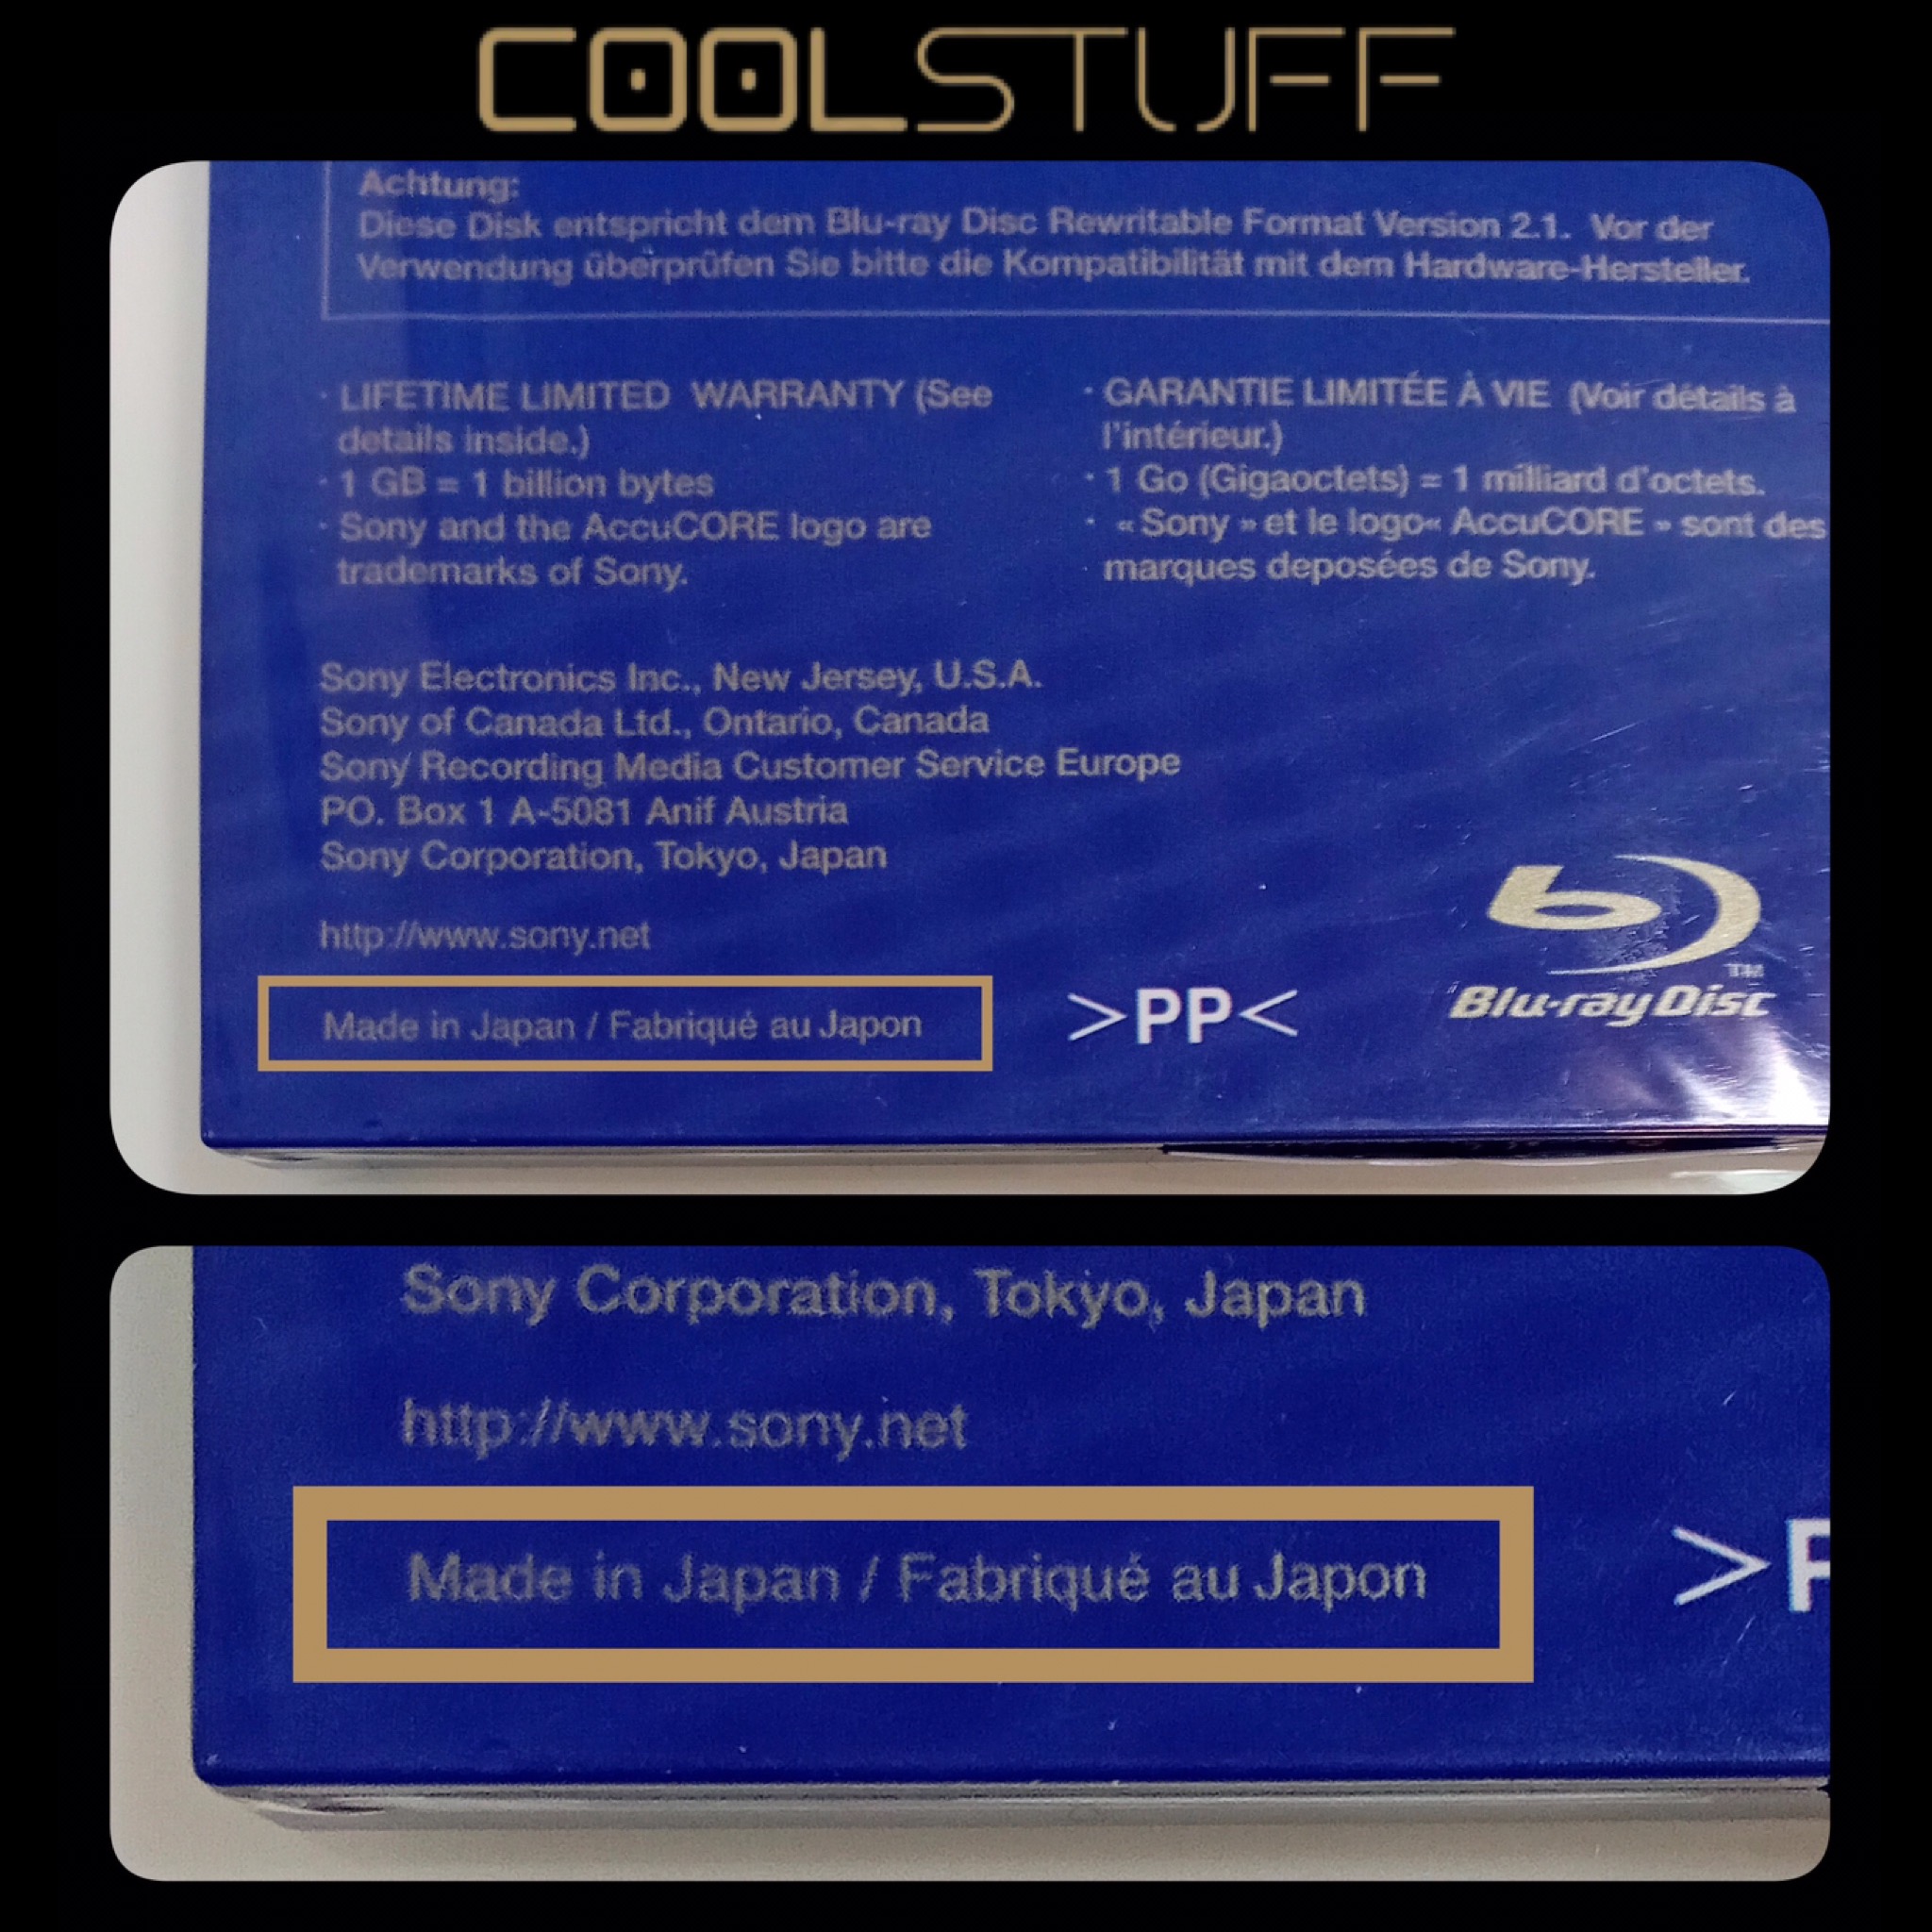 COOLSTUFF
Achtung:
Diese Disk entspricht dem Blu-ray Disc Rewritable Format Version 2.1. Vor der
Verwendung überprüfen Sie bitte die Kompatibilität mit dem Hardware-Hersteller.
· LIFETIME LIMITED WARRANTY (See
details inside.)
· 1 GB = 1 billion bytes
· Sony and the AccuCORE logo are
trademarks of Sony.
· GARANTIE LIMITÉE À VIE (Voir détails à
l'intérieur.)
· 1 Go (Gigaoctets) = 1 milliard d'octets.
· « Sony » et le logo« AccuCORE » sont des
marques deposées de Sony.
Sony Electronics Inc., New Jersey, U.S.A.
Sony of Canada Ltd., Ontario, Canada
Sony Recording Media Customer Service Europe
PO. Box 1 A-5081 Anif Austria
Sony Corporation, Tokyo, Japan
http://www.sony.net
Made in Japan / Fabriqué au Japon
>PP<
TM
Blu-ray Disc
Sony Corporation, Tokyo, Japan
http://www.sony.net
Made in Japan / Fabriqué au Japon
>P